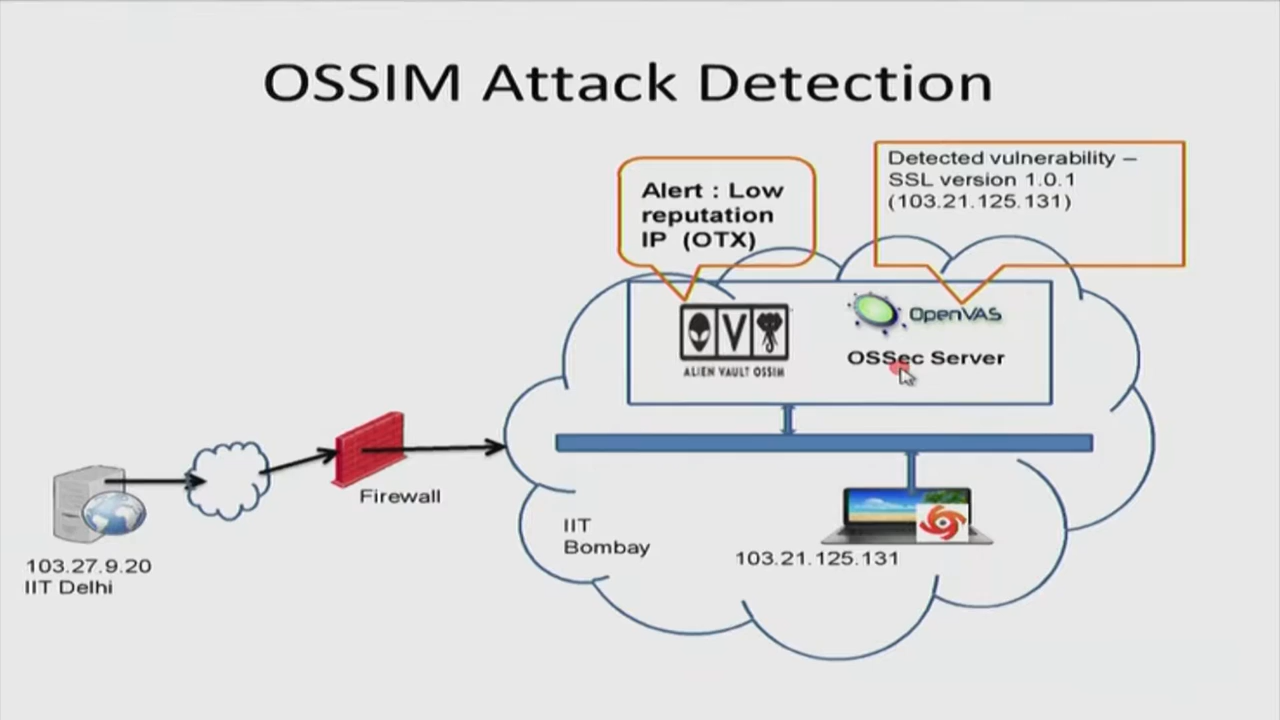 OSSIM Attack Detection
Alert : Low
reputation
IP (OTX)
Detected vulnerability –
SSL version 1.0.1
(103.21.125.131)
V
ALIEN VAULT OSSIM
OpenVAS
OSSec Server
Firewall
103.27.9.20
IIT Delhi
IIT
Bombay
103.21.125.131